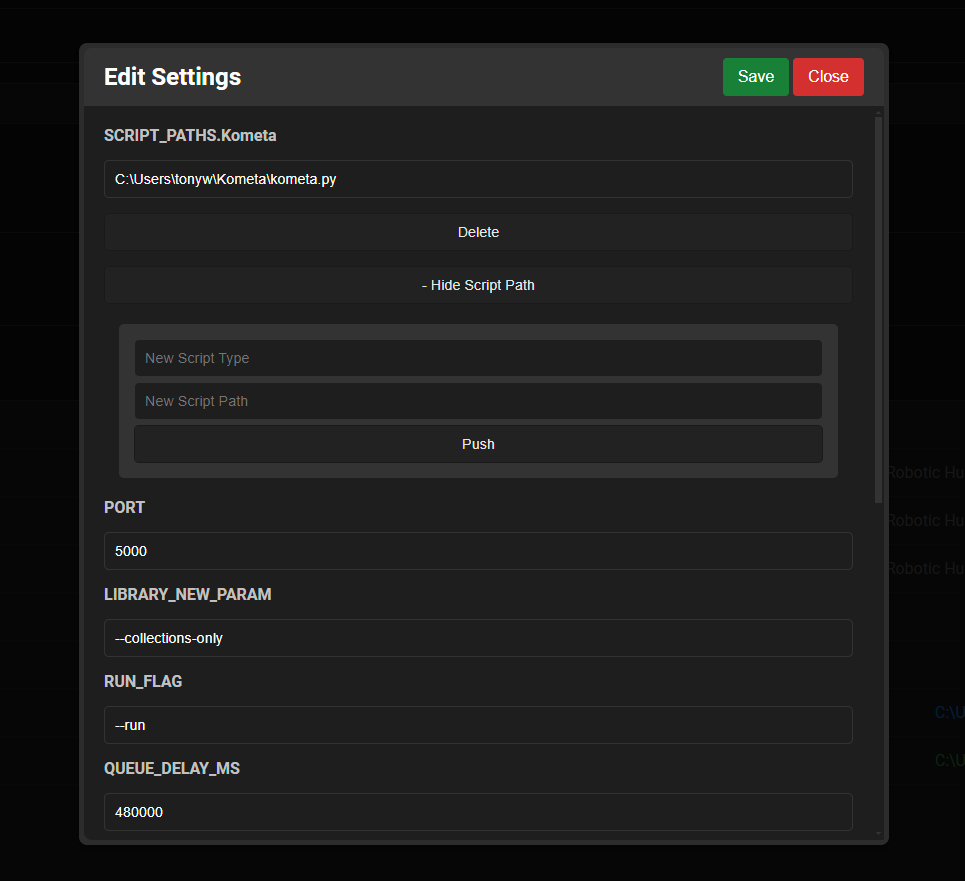 Edit Settings
Save
Close
SCRIPT_PATHS.Kometa
C:\Users\tonyw\Kometa\kometa.py
Delete
- Hide Script Path
New Script Type
New Script Path
Push
PORT
5000
LIBRARY_NEW_PARAM
--collections-only
RUN_FLAG
--run
QUEUE_DELAY_MS
480000
Robotic Hu
Robotic Hu
Robotic Hu
C:\U
C:\U